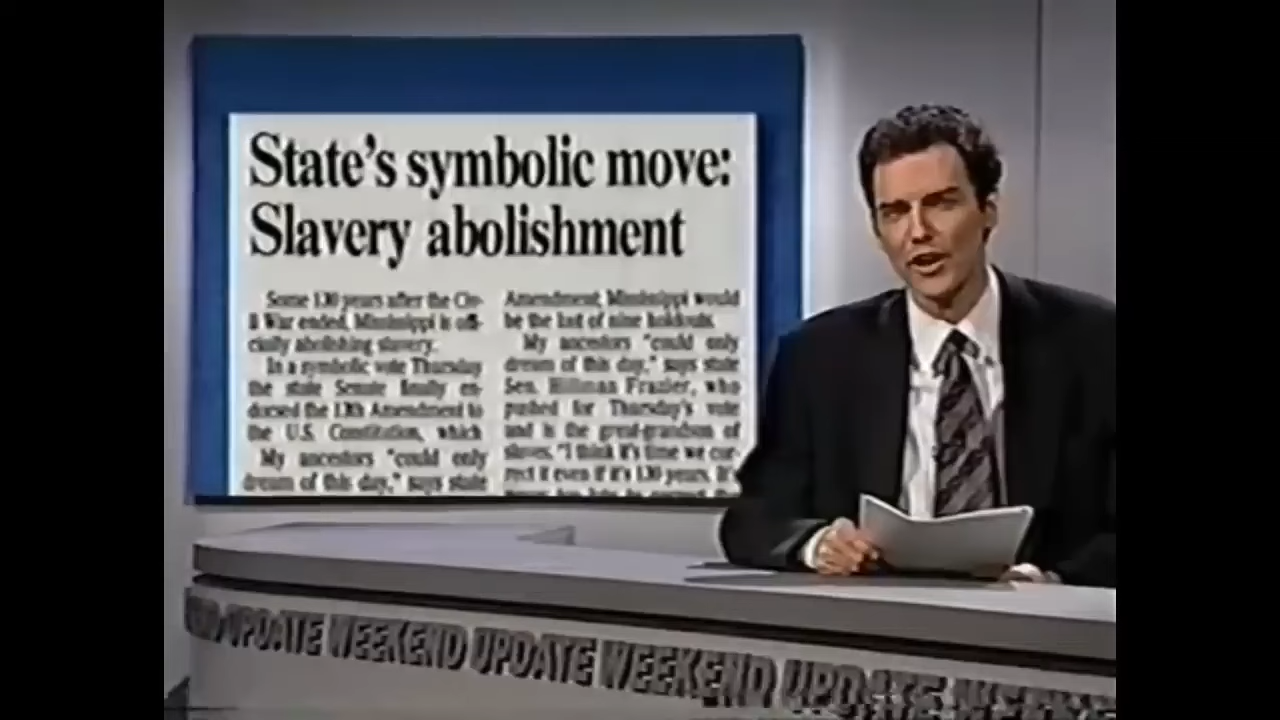 State's symbolic move:
Slavery abolishment
Some 130 years after the Ci-
il War ended, Mississippi is offi-
cially abolishing slavery.
In a symbolic vote Thursday
the state Senate finally en-
dorsed the 13th Amendment to
the U.S. Constitution, which
My ancestors "could only
dream of this day," says state
Amendment, Mississippi would
be the last of nine holdouts.
My ancestors "could only
dream of this day," says state
Sen. Hillman Frazier, who
pushed for Thursday's vote
and is the great-grandson of
slaves. "I think it's time we cor-
rect it even if it's 130 years. It's
UPDATE WEEKEND UPDATE WEEKEND UPDATE